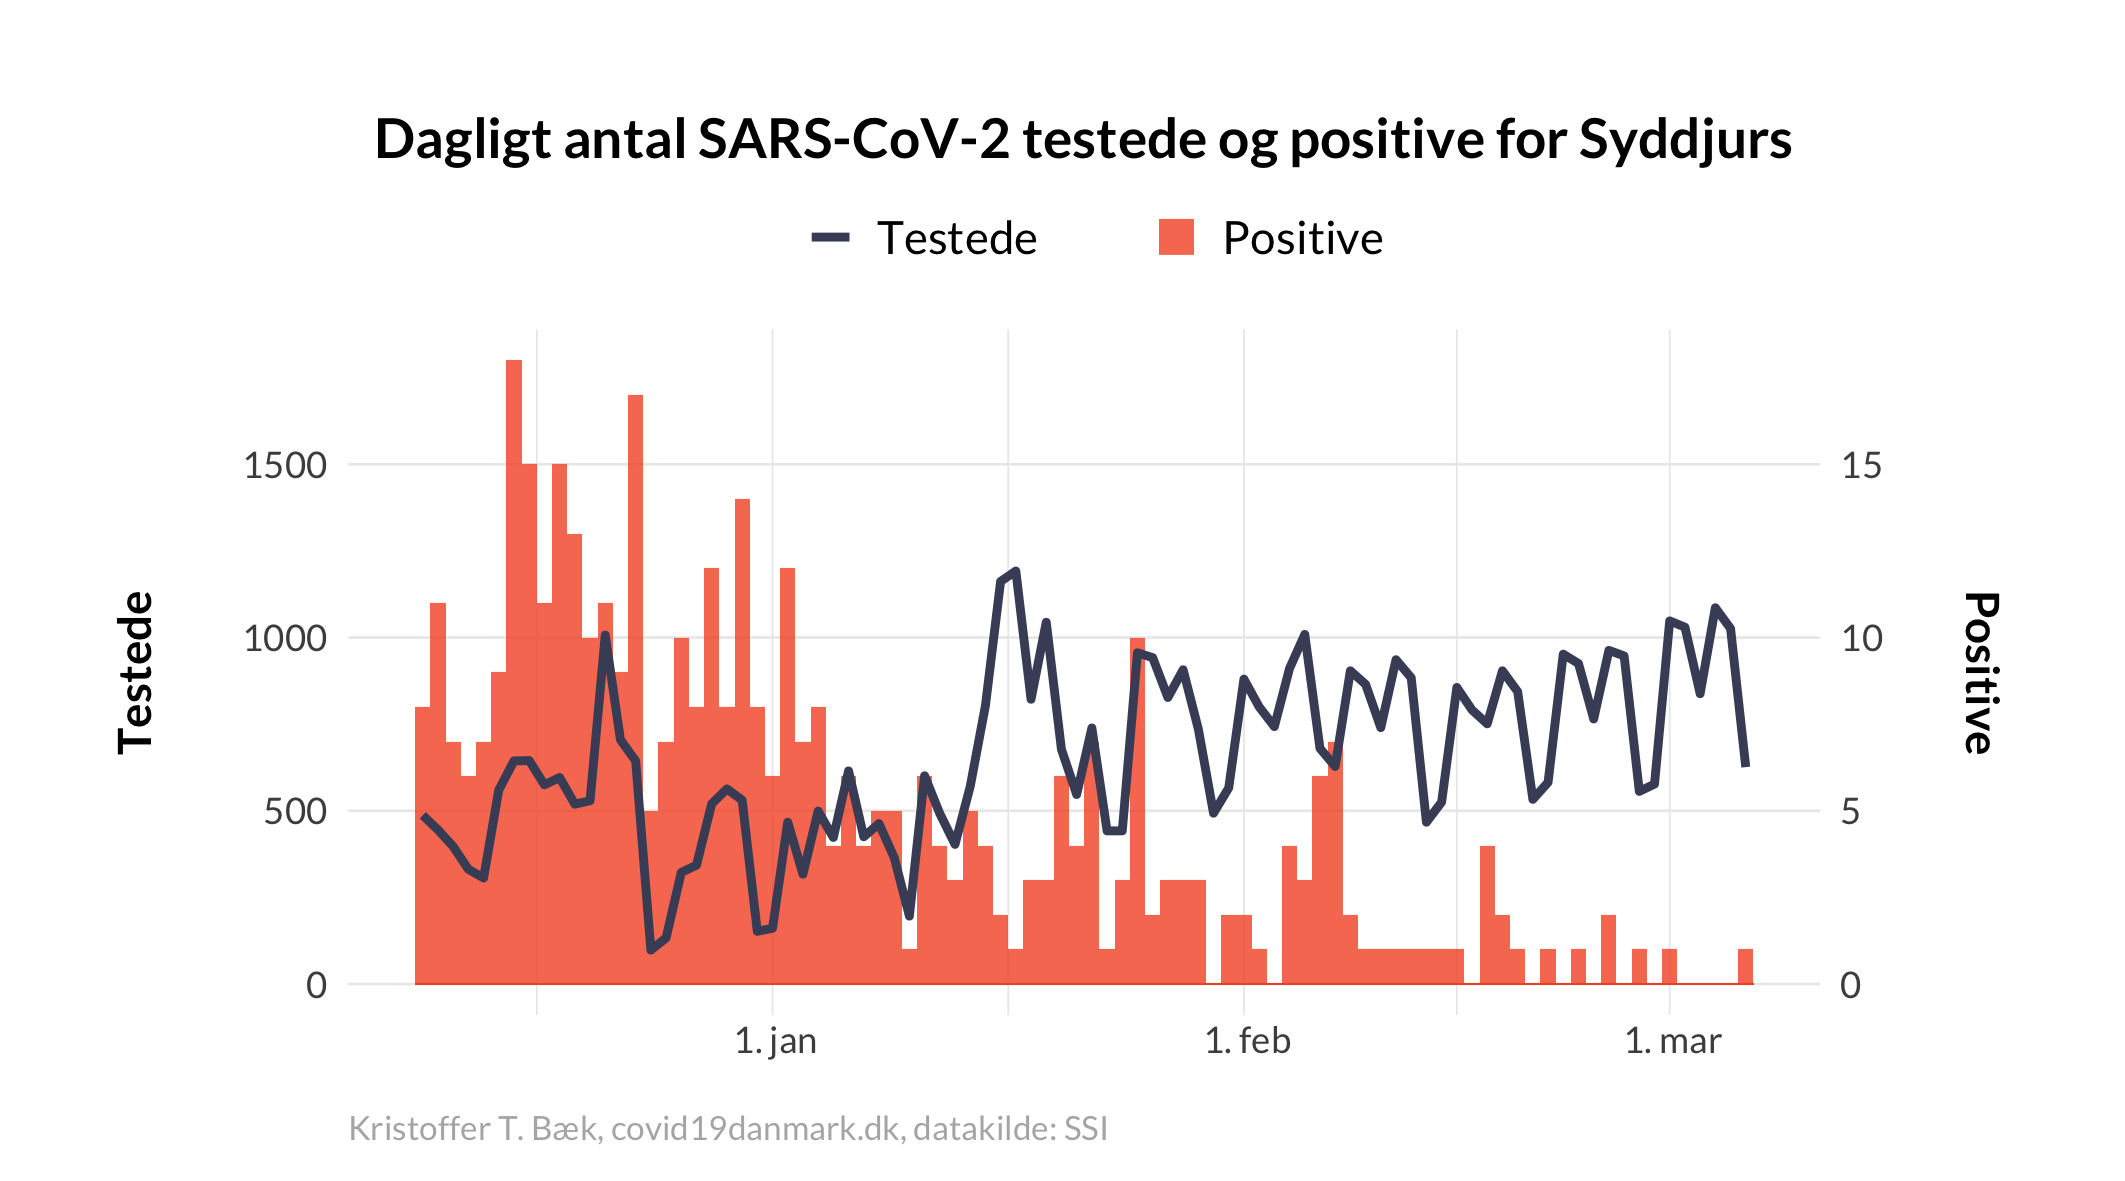 Dagligt antal SARS-CoV-2 testede og positive for Syddjurs
Testede
Positive
1500
1000
500
0
Testede
15
10
5
0
Positive
1. jan
1. feb
1. mar
Kristoffer T. Bæk, covid19danmark.dk, datakilde: SSI